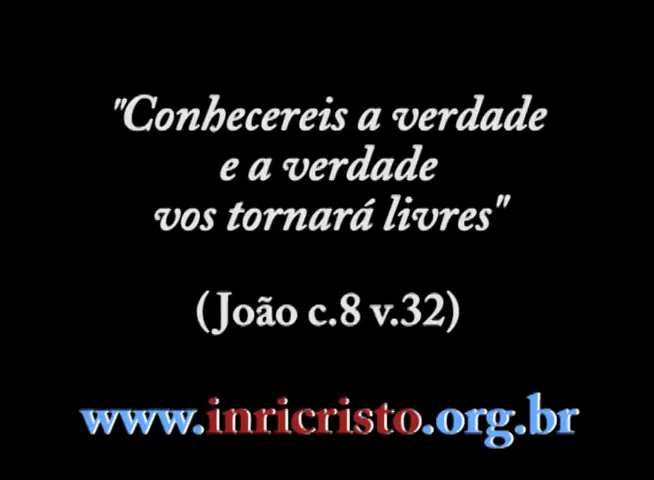 "Conhecereis a verdade
e a verdade
vos tornará livres"
(João c.8 v.32)
www.inricristo.org.br